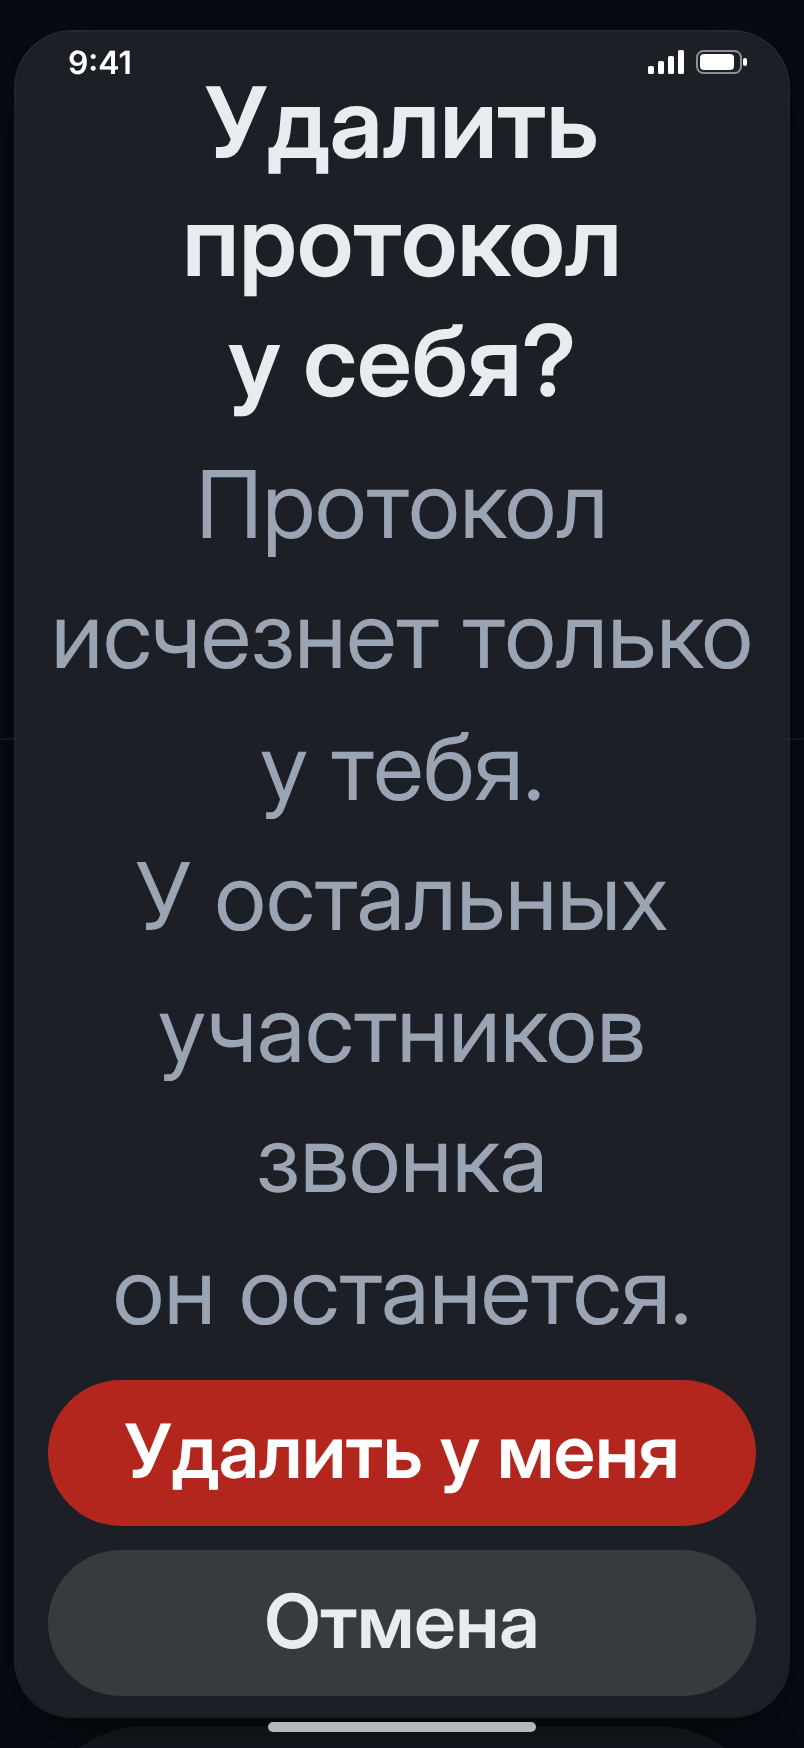 9:41
Удалить
протокол
у себя?
Протокол
исчезнет только
у тебя.
У остальных
участников
звонка
он останется.
Удалить у меня
Отмена